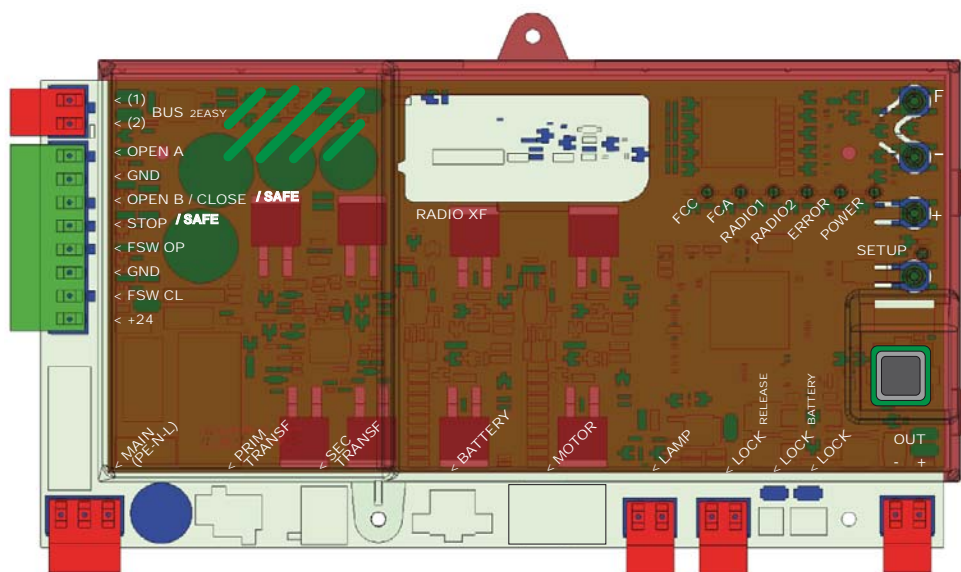 < (1)
BUS 2EASY
< (2)
< OPEN A
< GND
< OPEN B / CLOSE / SAFE
< STOP / SAFE
< FSW OP
< GND
< FSW CL
< +24
RADIO XF
FCC
FCA
RADIO1
RADIO2
ERROR
POWER
F
-
+
SETUP
< MAIN
(PE-N-L)
< PRIM
TRANSF
< SEC
TRANSF
< BATTERY
< MOTOR
< LAMP
< LOCK RELEASE
< LOCK BATTERY
< LOCK
OUT
- +